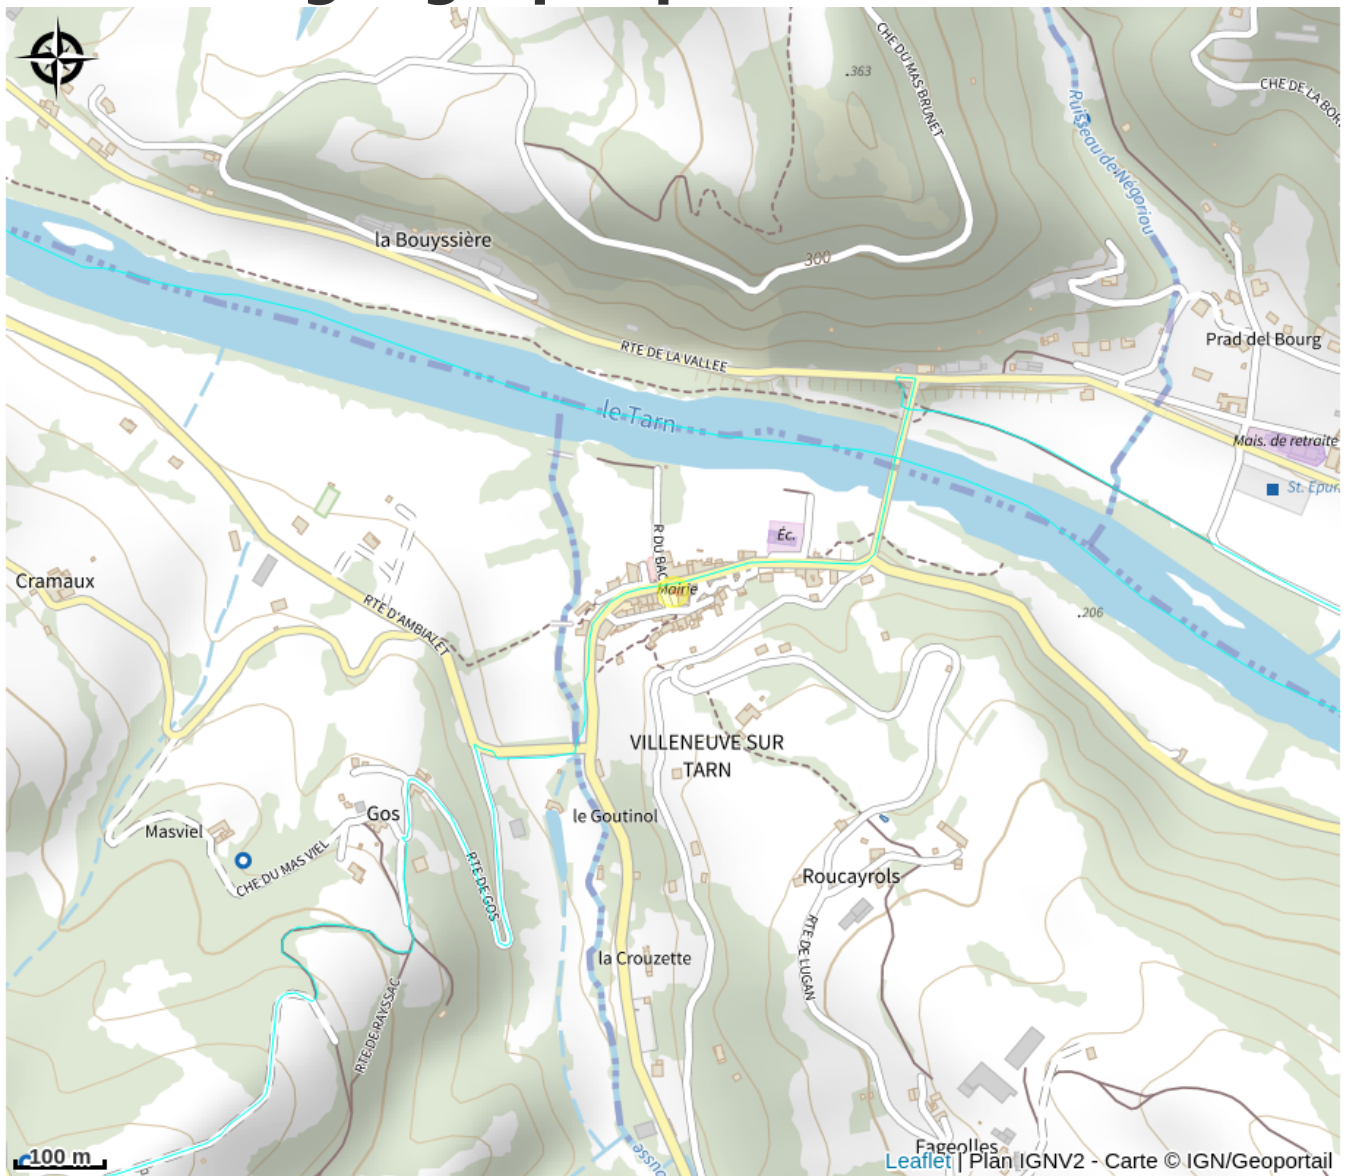 .363
CHE DU MAS BRUNET
CHE DE LA BOR
Ruisseau de Négoriou
la Bouyssière
300
Prad del Bourg
RTE DE LA VALLEE
le Tarn
Mais. de retraite
St. Epur
Éc.
R DU BAC
Mairie
Cramaux
RTE D'AMBIALET
.206
VILLENEUVE SUR
TARN
le Goutinol
Gos
Masviel
CHE DU MAS VIEL
RTE DE GOS
Roucayrols
RTE DE LUGAN
la Crouzette
RTE DE RAYSSAC
Fageolles
100 m
Leaflet | Plan IGNV2 - Carte © IGN/Geoportail